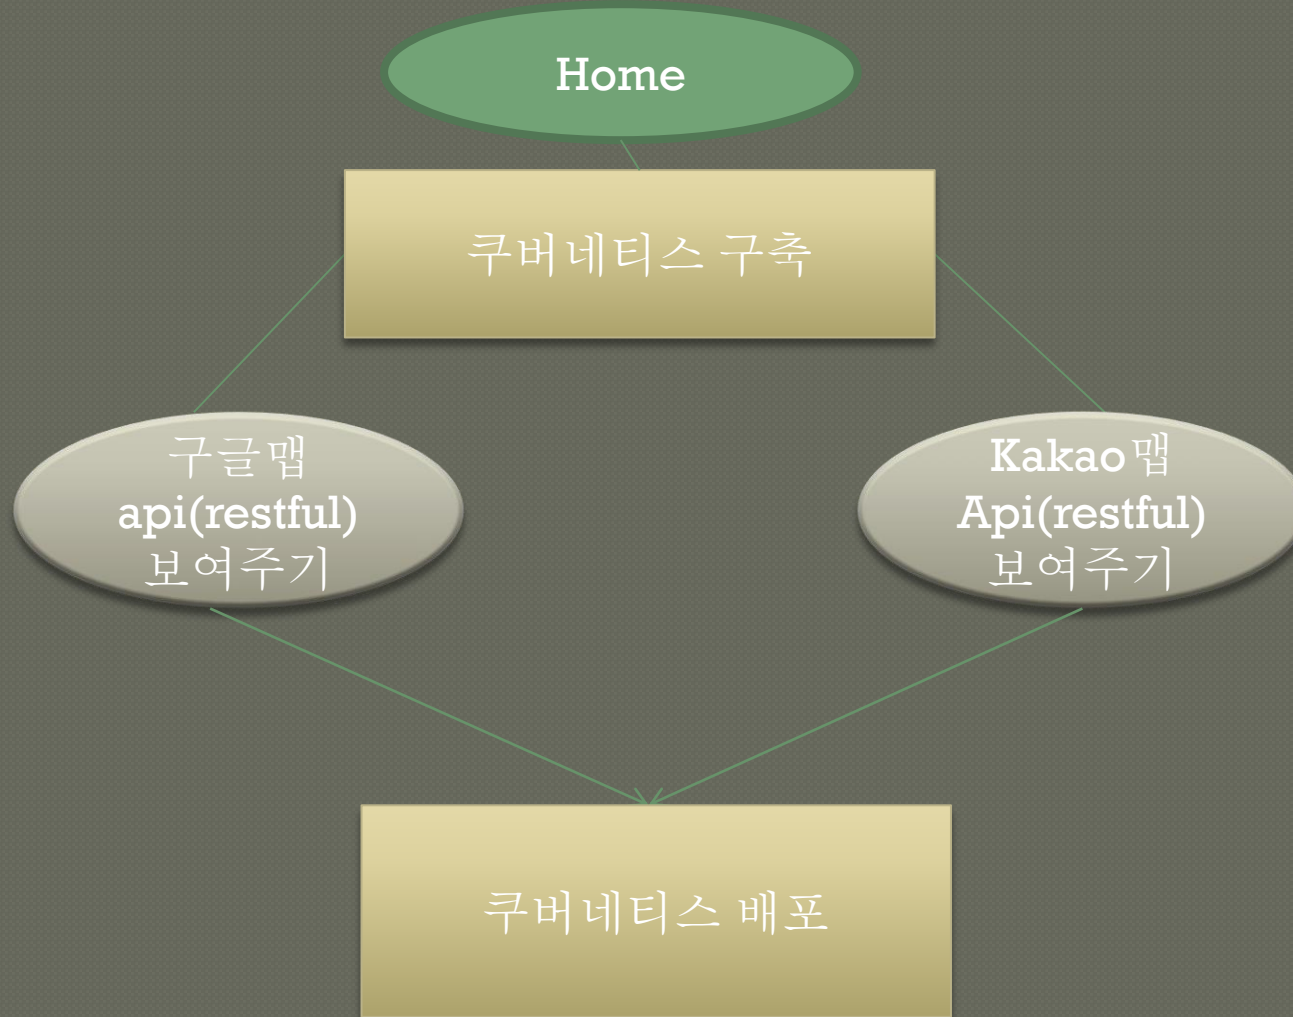 Home
쿠버네티스 구축
구글맵
api(restful)
보여주기
Kakao맵
Api(restful)
보여주기
쿠버네티스 배포